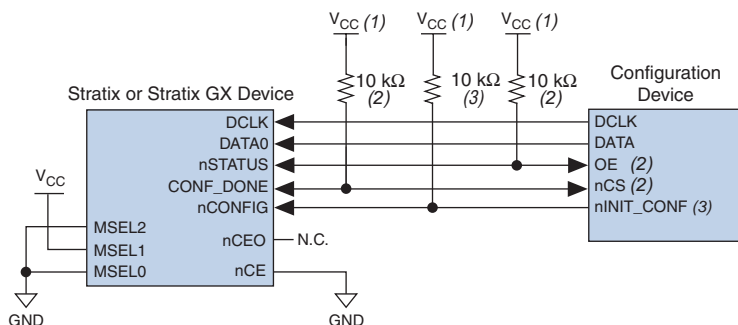 VCC (1) VCC (1) VCC (1)
10 kΩ 10 kΩ 10 kΩ
(2) (3) (2)
Stratix or Stratix GX Device
Configuration
Device
DCLK DCLK
DATA0 DATA
nSTATUS OE (2)
CONF_DONE nCS (2)
nCONFIG nINIT_CONF (3)
VCC
MSEL2
nCEO N.C.
MSEL1
MSEL0 nCE
GND GND